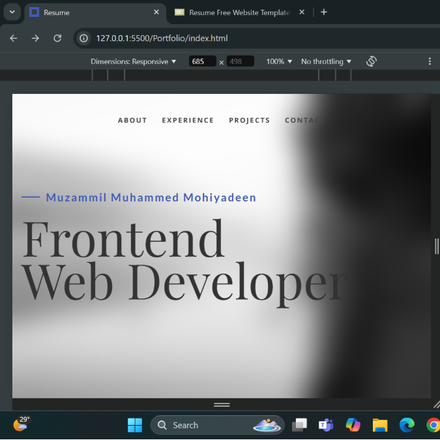 Resume
Resume Free Website Template
127.0.0.1:5500/Portfolio/index.html
Dimensions: Responsive 685 x 498 100% No throttling
ABOUT EXPERIENCE PROJECTS
Muzammil Muhammed Mohiyadeen
Frontend
Web Developer
29°
Search